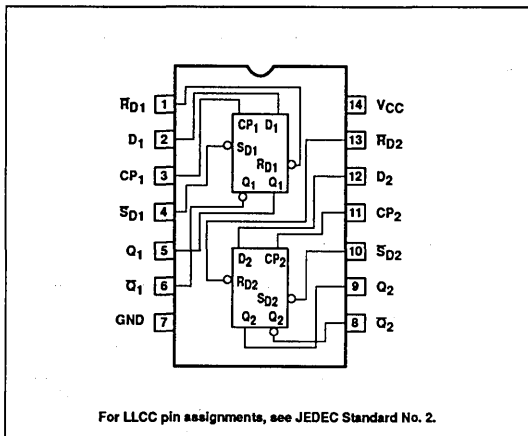 R̅D1 1 14 VCC
D1 2 CP1 D1 13 R̅D2
SD1
CP1 3 RD1 12 D2
Q1 Q1
S̅D1 4 11 CP2
Q1 5 D2 CP2 10 S̅D2
Q̅1 6 RD2 9 Q2
SD2
GND 7 Q2 Q2 8 Q̅2
For LLCC pin assignments, see JEDEC Standard No. 2.